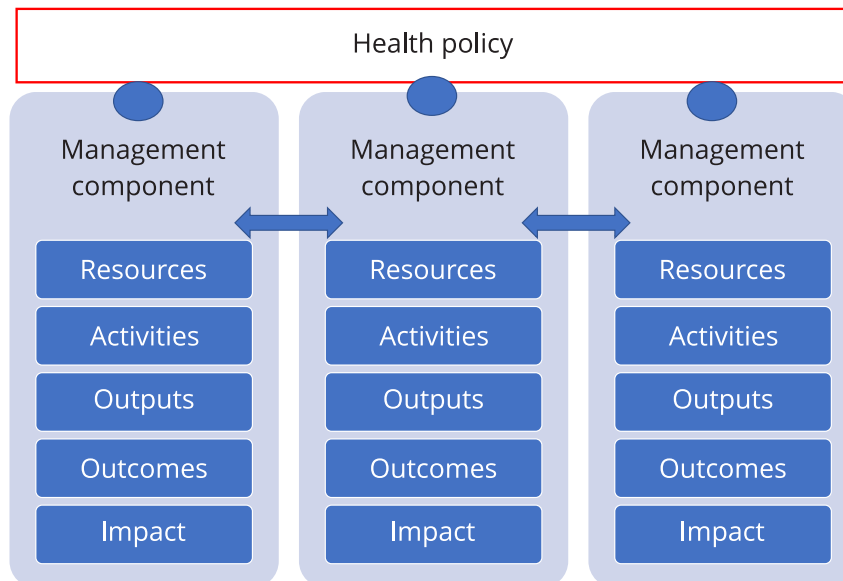 Health policy
Management
component
Resources
Activities
Outputs
Outcomes
Impact
Management
component
Resources
Activities
Outputs
Outcomes
Impact
Management
component
Resources
Activities
Outputs
Outcomes
Impact